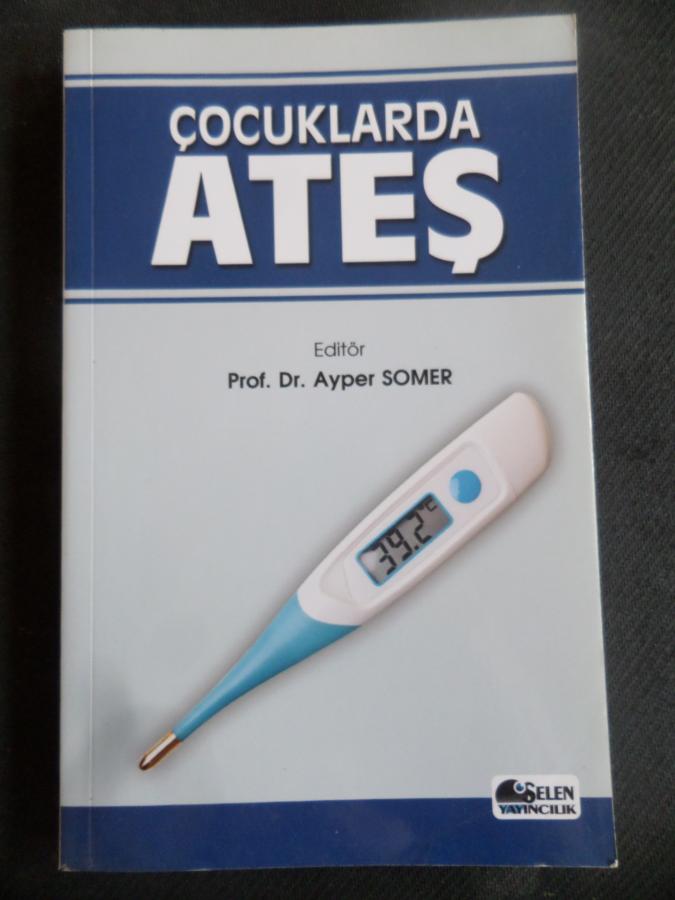 ÇOCUKLARDA
ATEŞ
Editör
Prof. Dr. Ayper SOMER
39.2°C
SELEN
YAYINCILIK